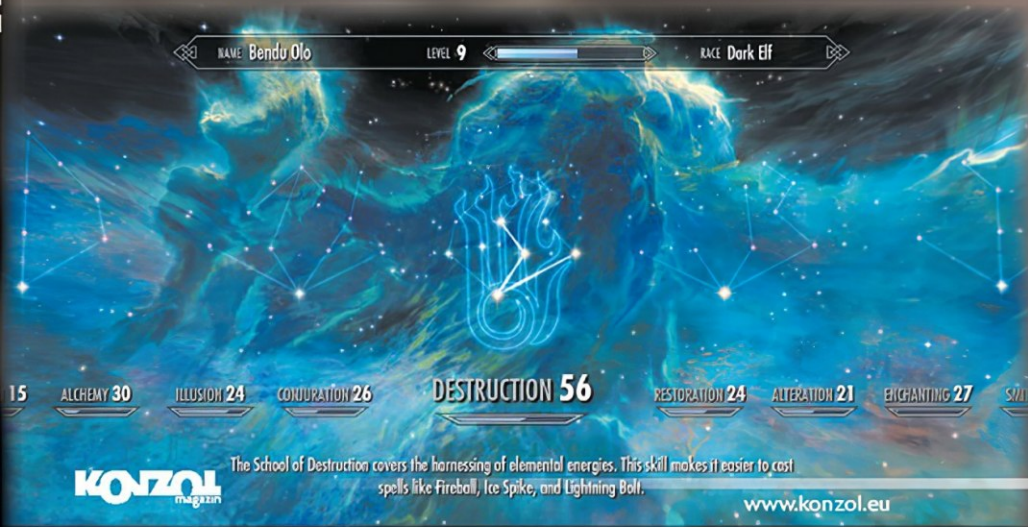 NAME Bendu Olo LEVEL 9 RACE Dark Elf
15 ALCHEMY 30 ILLUSION 24 CONJURATION 26 DESTRUCTION 56 RESTORATION 24 ALTERATION 21 ENCHANTING 27
The School of Destruction covers the harnessing of elemental energies. This skill makes it easier to cast
spells like Fireball, Ice Spike, and Lightning Bolt.
KONZOL
magazin
www.konzol.eu